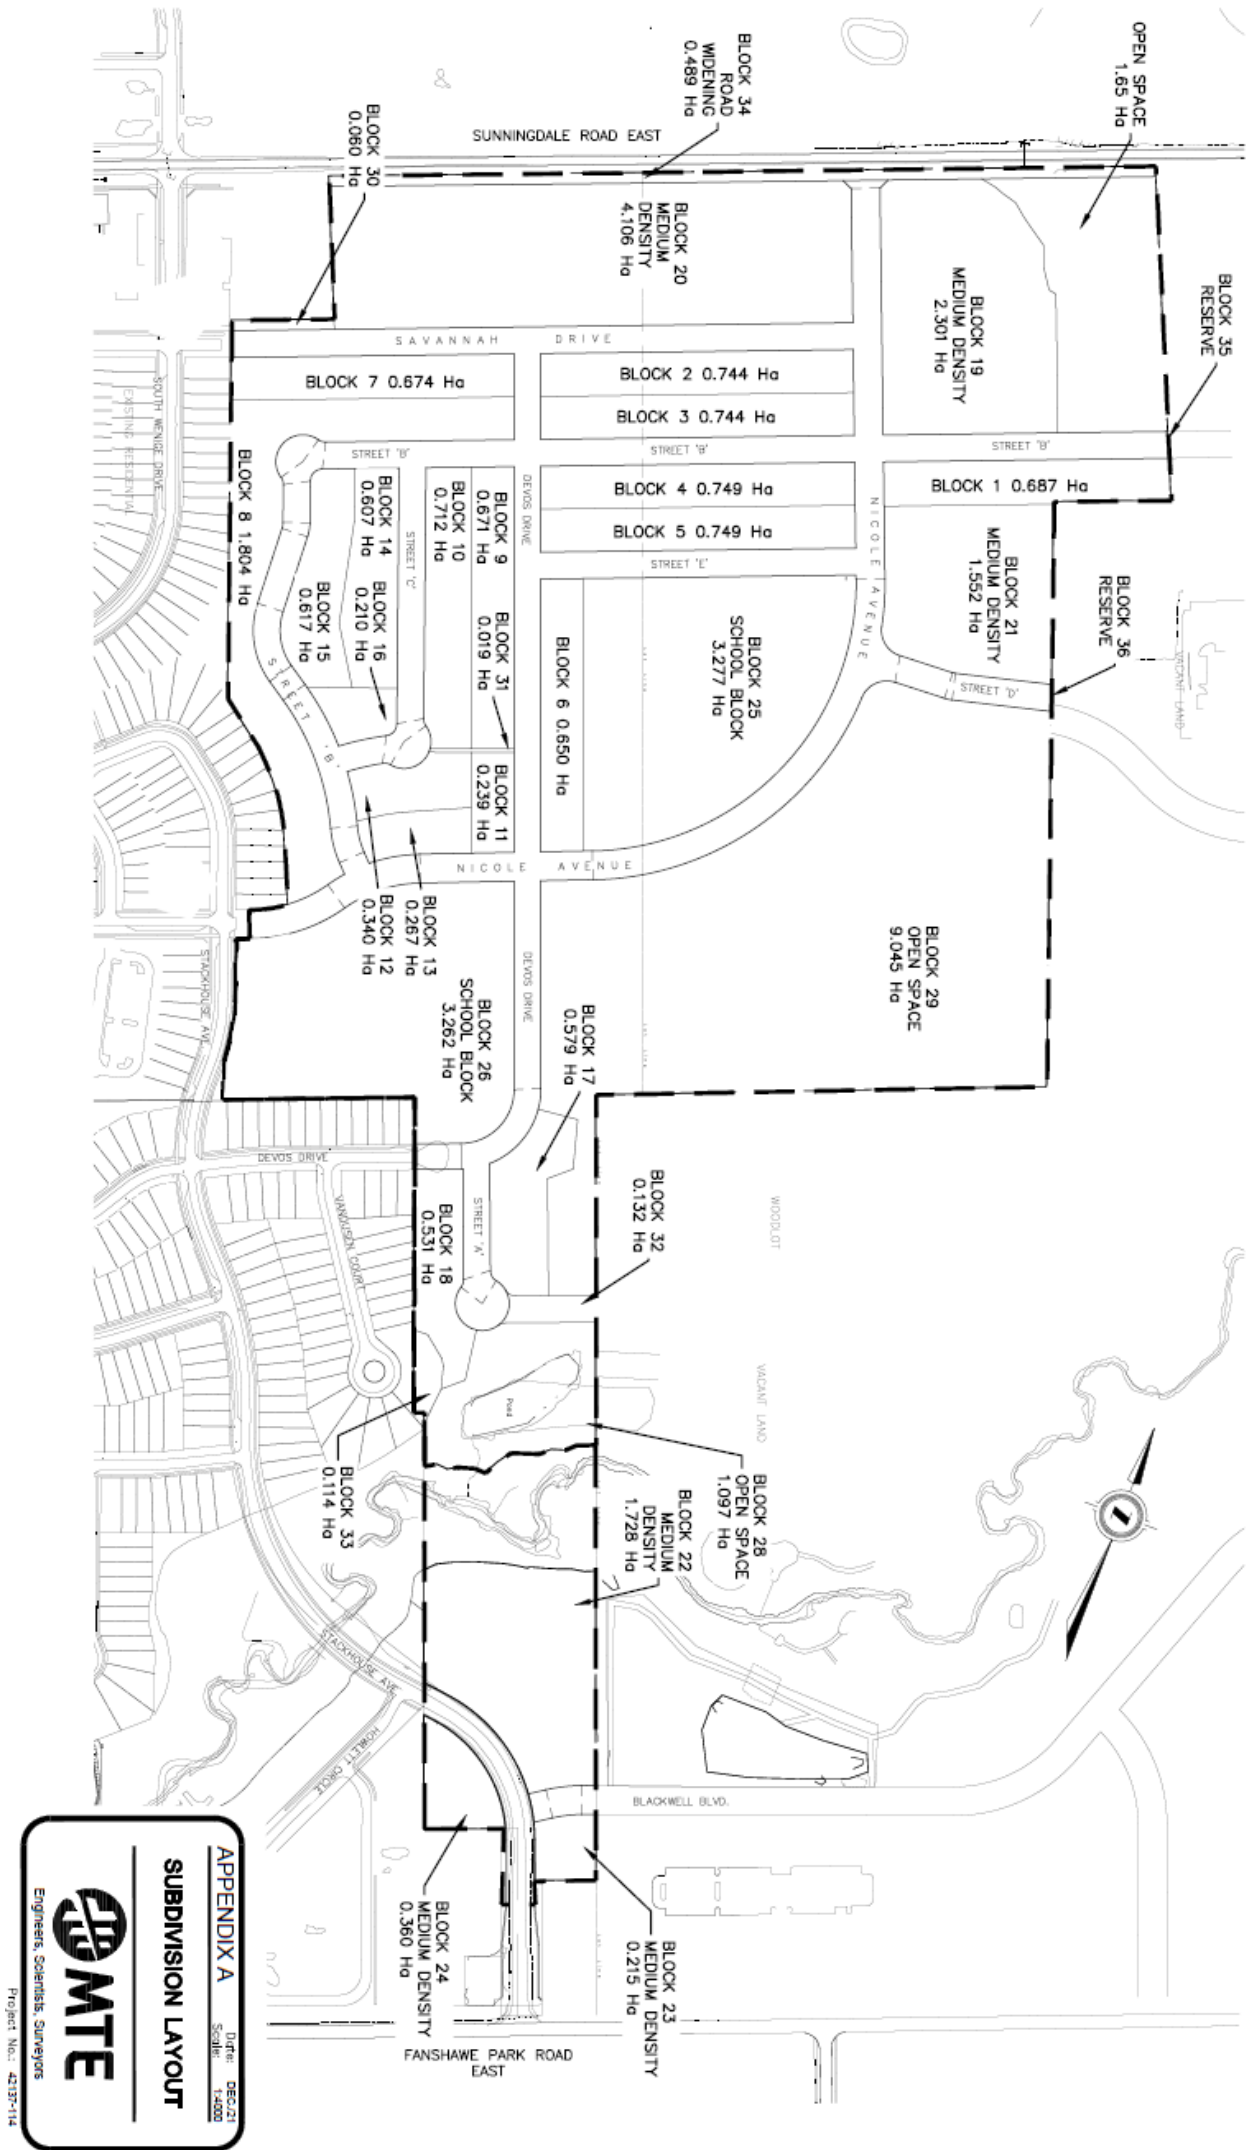 OPEN SPACE
1.65 Ha
BLOCK 34
ROAD
WIDENING
0.489 Ha
SUNNINGDALE ROAD EAST
BLOCK 30
0.060 Ha
BLOCK 20
MEDIUM
DENSITY
4.106 Ha
BLOCK 19
MEDIUM DENSITY
2.301 Ha
BLOCK 35
RESERVE
SAVANNAH DRIVE
BLOCK 7 0.674 Ha
BLOCK 2 0.744 Ha
BLOCK 3 0.744 Ha
STREET 'B'
STREET 'B'
STREET 'B'
BLOCK 4 0.749 Ha
BLOCK 1 0.687 Ha
BLOCK 5 0.749 Ha
STREET 'E'
NICOLE AVENUE
DEVOS DRIVE
SOUTH WENIGE DRIVE
EXISTING RESIDENTIAL
BLOCK 8 1.804 Ha
BLOCK 14
0.607 Ha
BLOCK 10
0.712 Ha
BLOCK 9
0.671 Ha
STREET 'C'
BLOCK 15
0.617 Ha
BLOCK 16
0.210 Ha
BLOCK 31
0.019 Ha
BLOCK 6 0.650 Ha
BLOCK 25
SCHOOL BLOCK
3.277 Ha
BLOCK 21
MEDIUM DENSITY
1.552 Ha
BLOCK 36
RESERVE
VACANT LAND
STREET 'D'
STREET 'B'
BLOCK 11
0.239 Ha
NICOLE AVENUE
BLOCK 12
0.340 Ha
BLOCK 13
0.267 Ha
BLOCK 29
OPEN SPACE
9.045 Ha
STACKHOUSE AVE
DEVOS DRIVE
BLOCK 26
SCHOOL BLOCK
3.262 Ha
BLOCK 17
0.579 Ha
DEVOS DRIVE
VANDUSEN COURT
BLOCK 18
0.531 Ha
STREET 'A'
BLOCK 32
0.132 Ha
WOODLOT
VACANT LAND
Pond
BLOCK 33
0.114 Ha
BLOCK 28
OPEN SPACE
1.097 Ha
BLOCK 22
MEDIUM
DENSITY
1.728 Ha
STACKHOUSE AVE
HOWLETT CIRCLE
BLACKWELL BLVD.
BLOCK 24
MEDIUM DENSITY
0.360 Ha
BLOCK 23
MEDIUM DENSITY
0.215 Ha
FANSHAWE PARK ROAD
EAST
APPENDIX A
Date: DEC./21
Scale: 1:4000
SUBDIVISION LAYOUT
MTE
Engineers, Scientists, Surveyors
Project No.: 42137-114